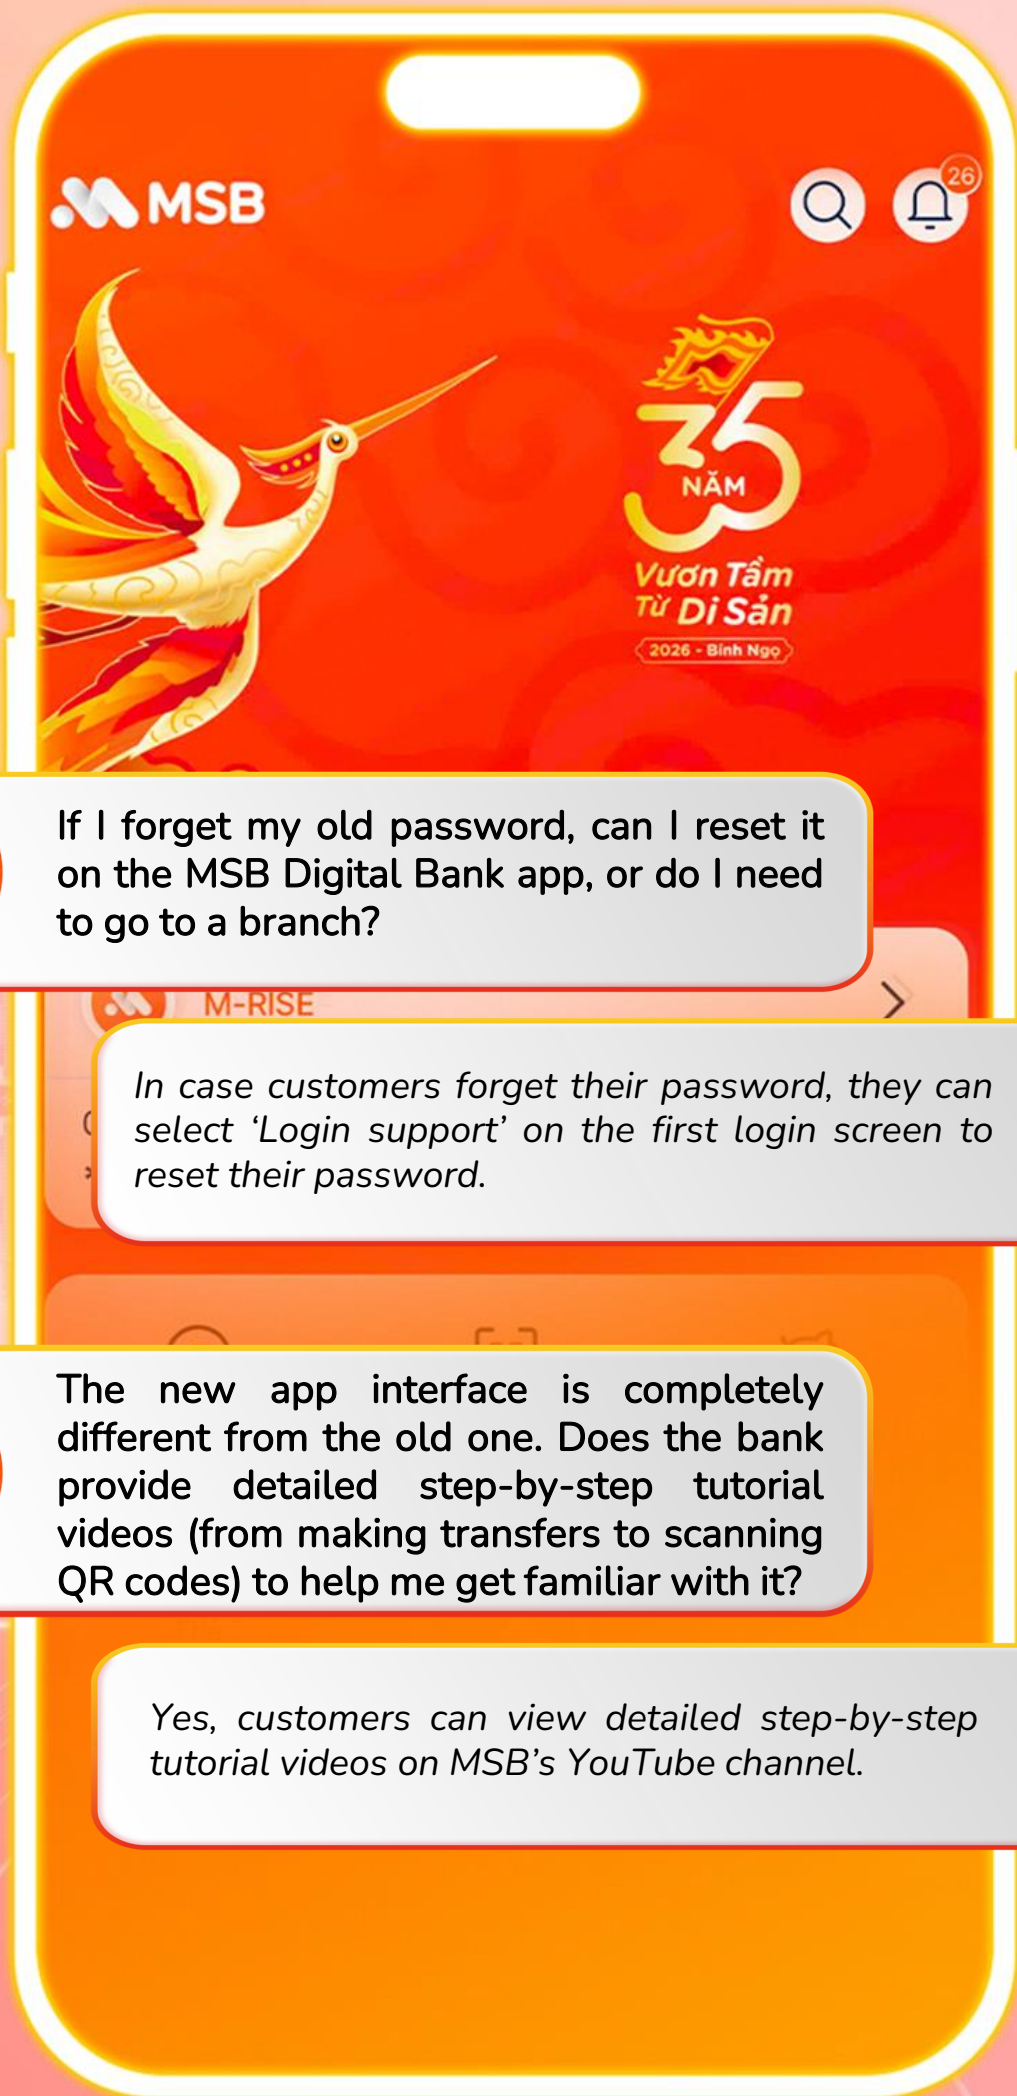 MSB
26
35
NĂM
Vươn Tầm
Từ Di Sản
2026 - Bính Ngọ
If I forget my old password, can I reset it
on the MSB Digital Bank app, or do I need
to go to a branch?
M-RISE
In case customers forget their password, they can
select ‘Login support’ on the first login screen to
reset their password.
The new app interface is completely
different from the old one. Does the bank
provide detailed step-by-step tutorial
videos (from making transfers to scanning
QR codes) to help me get familiar with it?
Yes, customers can view detailed step-by-step
tutorial videos on MSB’s YouTube channel.